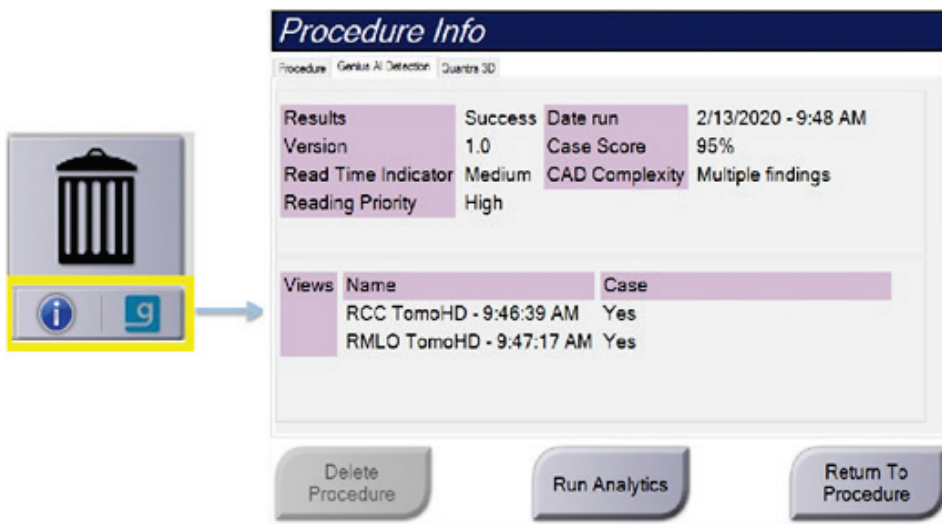 Procedure Info
Procedure Genius AI Detection Quantra 3D
Results Success Date run 2/13/2020 - 9:48 AM
Version 1.0 Case Score 95%
Read Time Indicator Medium CAD Complexity Multiple findings
Reading Priority High
i g
Views Name Case
RCC TomoHD - 9:46:39 AM Yes
RMLO TomoHD - 9:47:17 AM Yes
Delete
Procedure
Run Analytics
Return To
Procedure